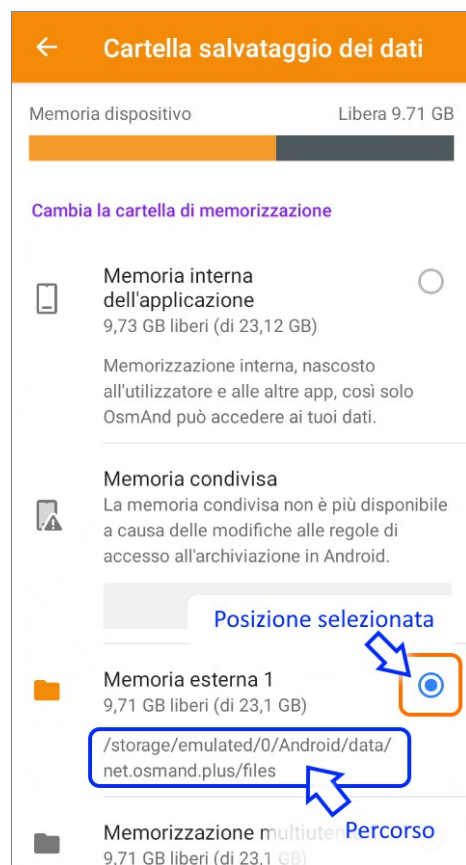 Cartella salvataggio dei dati
Memoria dispositivo Libera 9.71 GB
Cambia la cartella di memorizzazione
Memoria interna
dell'applicazione
9,73 GB liberi (di 23,12 GB)
Memorizzazione interna, nascosto
all'utilizzatore e alle altre app, così solo
OsmAnd può accedere ai tuoi dati.
Memoria condivisa
La memoria condivisa non è più disponibile
a causa delle modifiche alle regole di
accesso all'archiviazione in Android.
Posizione selezionata
Memoria esterna 1
9,71 GB liberi (di 23,1 GB)
/storage/emulated/0/Android/data/
net.osmand.plus/files
Percorso
Memorizzazione
9,71 GB liberi (di 23,1 GB)